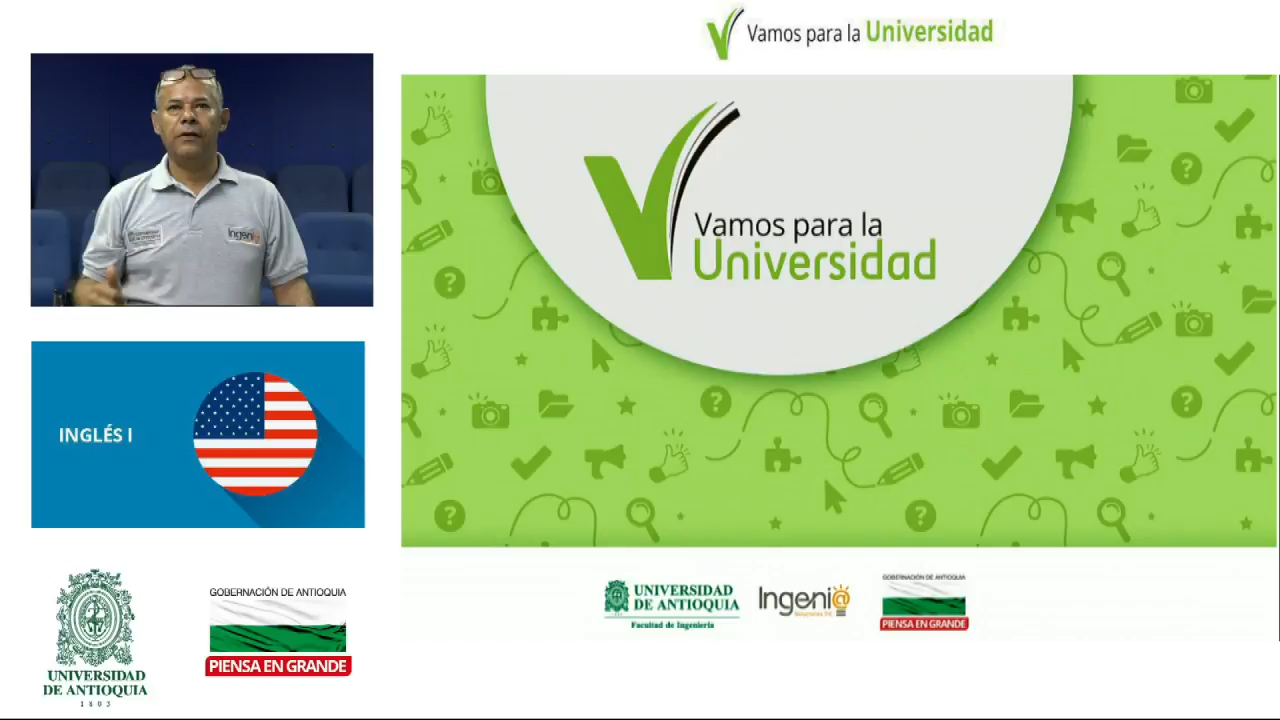 Vamos para la Universidad
Vamos para la
Universidad
Ingeni@
INGLÉS I
UNIVERSIDAD
DE ANTIOQUIA
1803
GOBERNACIÓN DE ANTIOQUIA
PIENSA EN GRANDE
UNIVERSIDAD
DE ANTIOQUIA
Facultad de Ingeniería
Ingeni@
GOBERNACIÓN DE ANTIOQUIA
PIENSA EN GRANDE